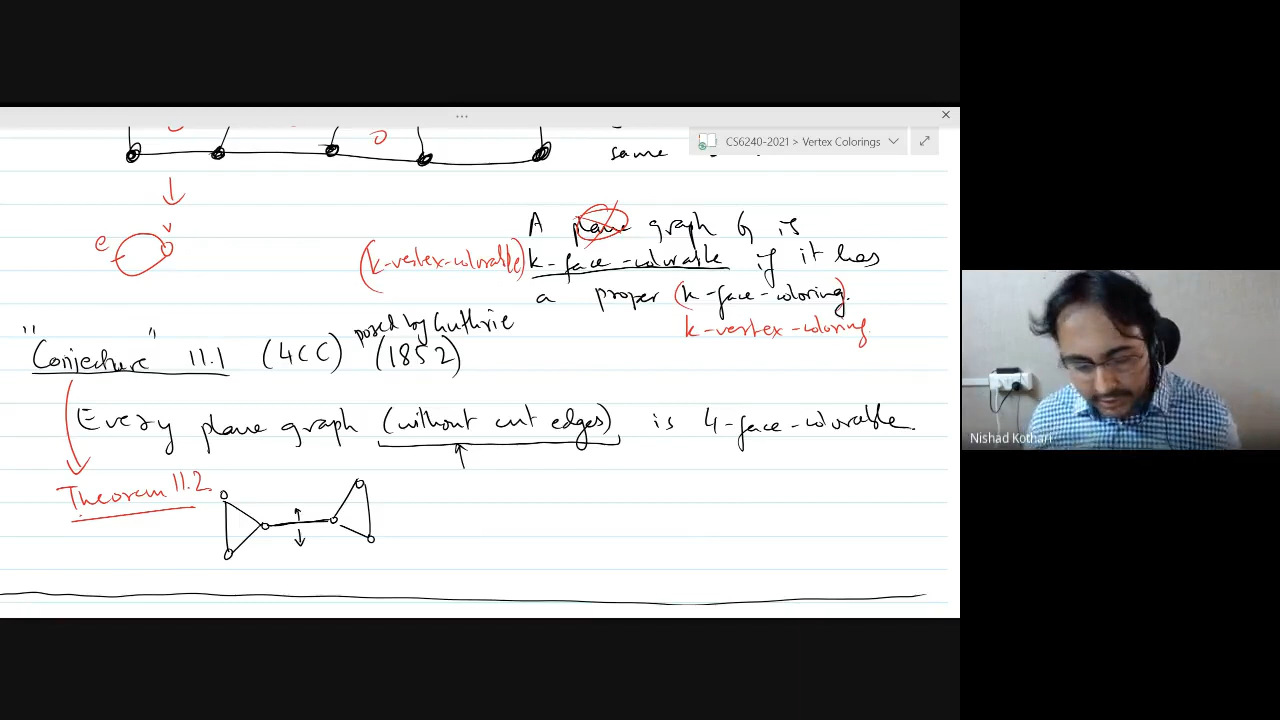 CS6240-2021 > Vertex Colorings
same
A plane graph G is
(k-vertex-colorable) k-face-colorable if it has
a proper (k-face-coloring).
k-vertex-coloring.
e
v
posed by Guthrie
"Conjecture" 11.1 (4CC) (1852)
Every plane graph (without cut edges) is 4-face-colorable.
Theorem 11.2.
Nishad Kothari